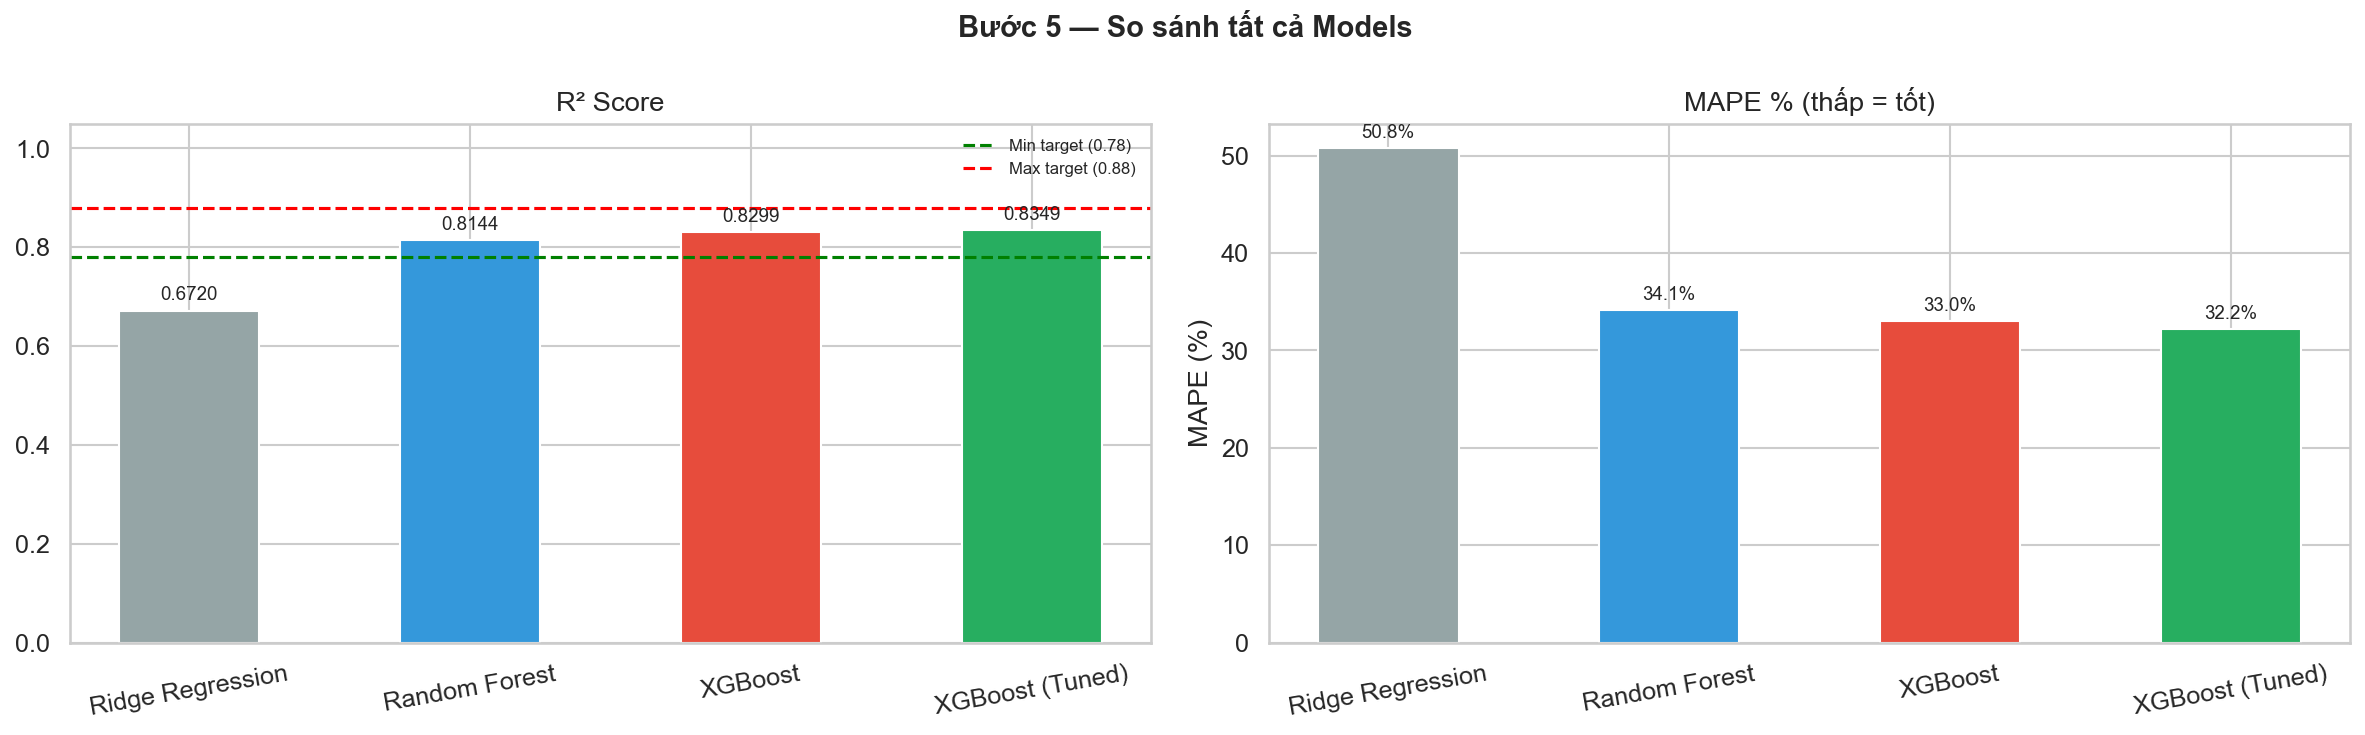 Bước 5 — So sánh tất cả Models
R² Score
1.0
0.8
0.6
0.4
0.2
0.0
Min target (0.78)
Max target (0.88)
0.6720
0.8144
0.8299
0.8349
Ridge Regression
Random Forest
XGBoost
XGBoost (Tuned)
MAPE % (thấp = tốt)
MAPE (%)
50
40
30
20
10
0
50.8%
34.1%
33.0%
32.2%
Ridge Regression
Random Forest
XGBoost
XGBoost (Tuned)